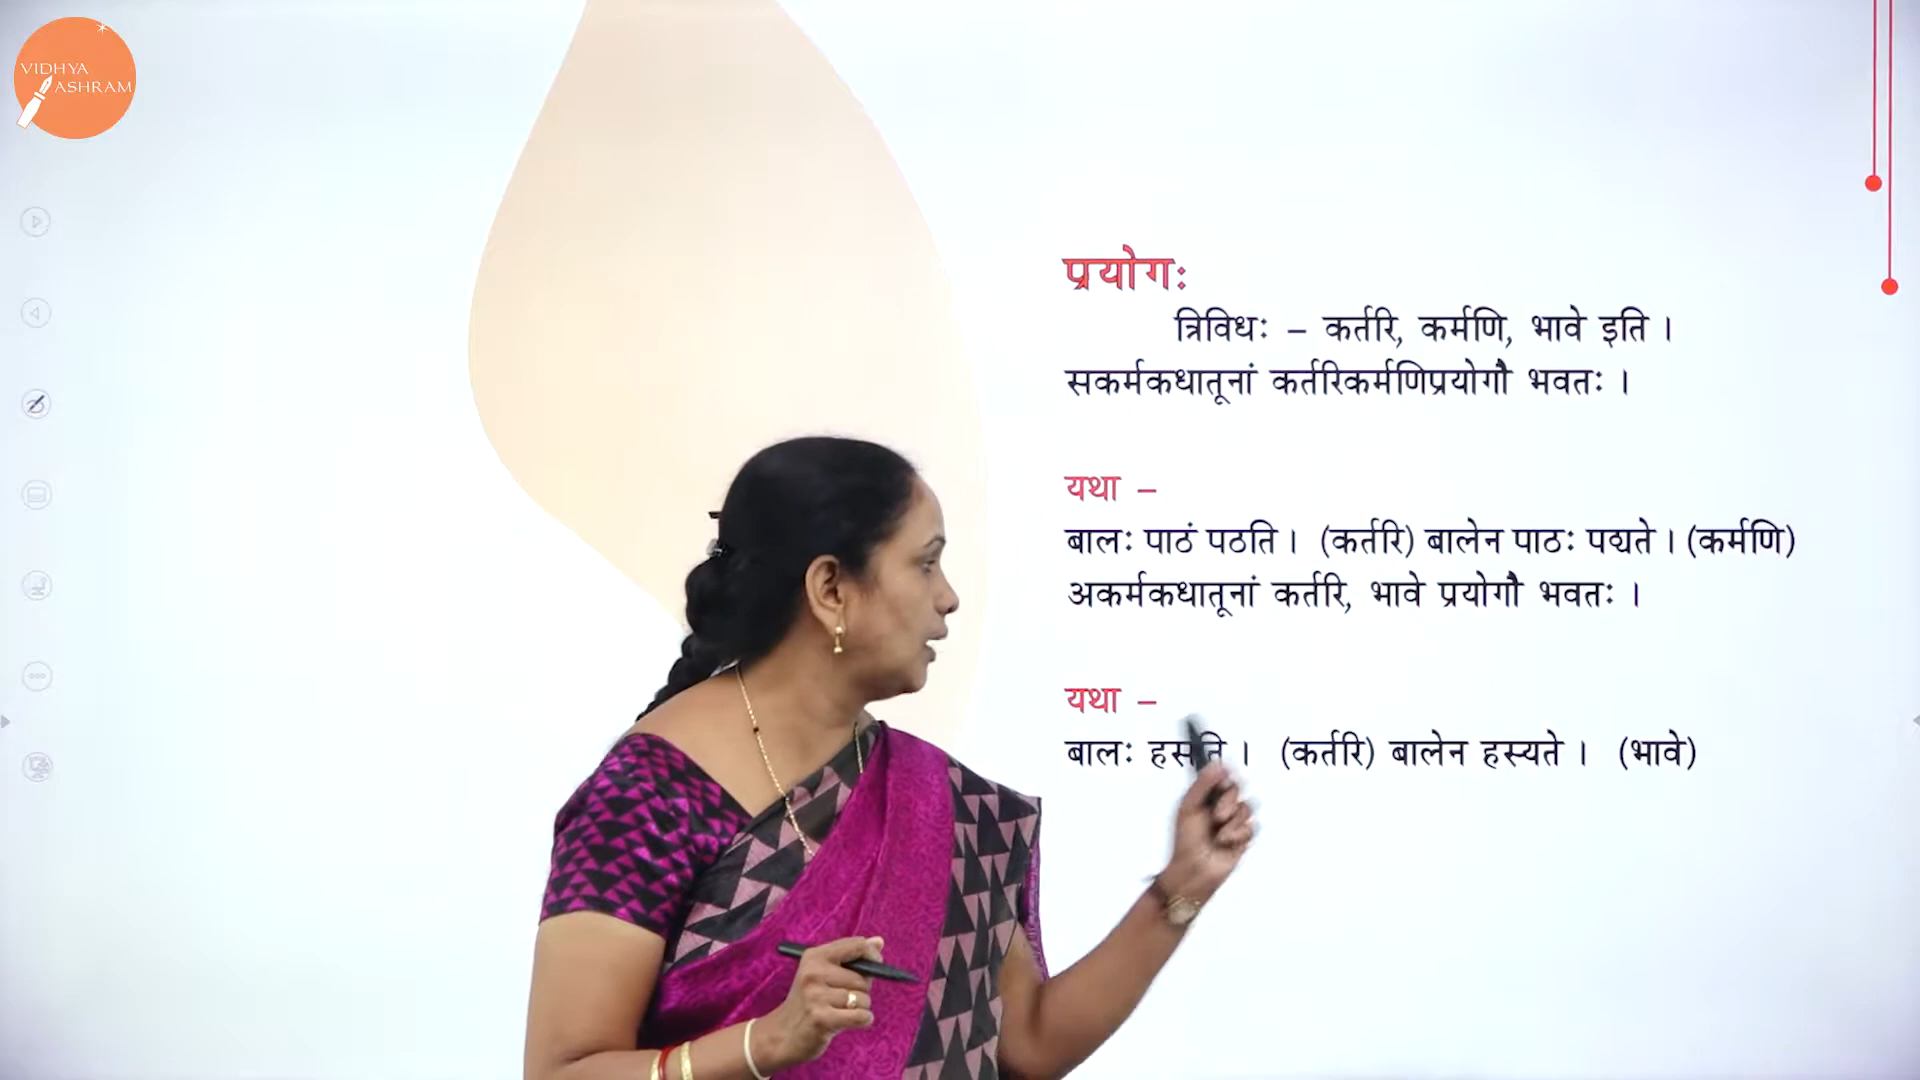 VIDHYA
ASHRAM
प्रयोगः
त्रिविधः – कर्तरि, कर्मणि, भावे इति ।
सकर्मकधातूनां कर्तरिकर्मणिप्रयोगौ भवतः ।
यथा –
बालः पाठं पठति । (कर्तरि) बालेन पाठः पठ्यते । (कर्मणि)
अकर्मकधातूनां कर्तरि, भावे प्रयोगौ भवतः ।
यथा –
बालः हसति । (कर्तरि) बालेन हस्यते । (भावे)